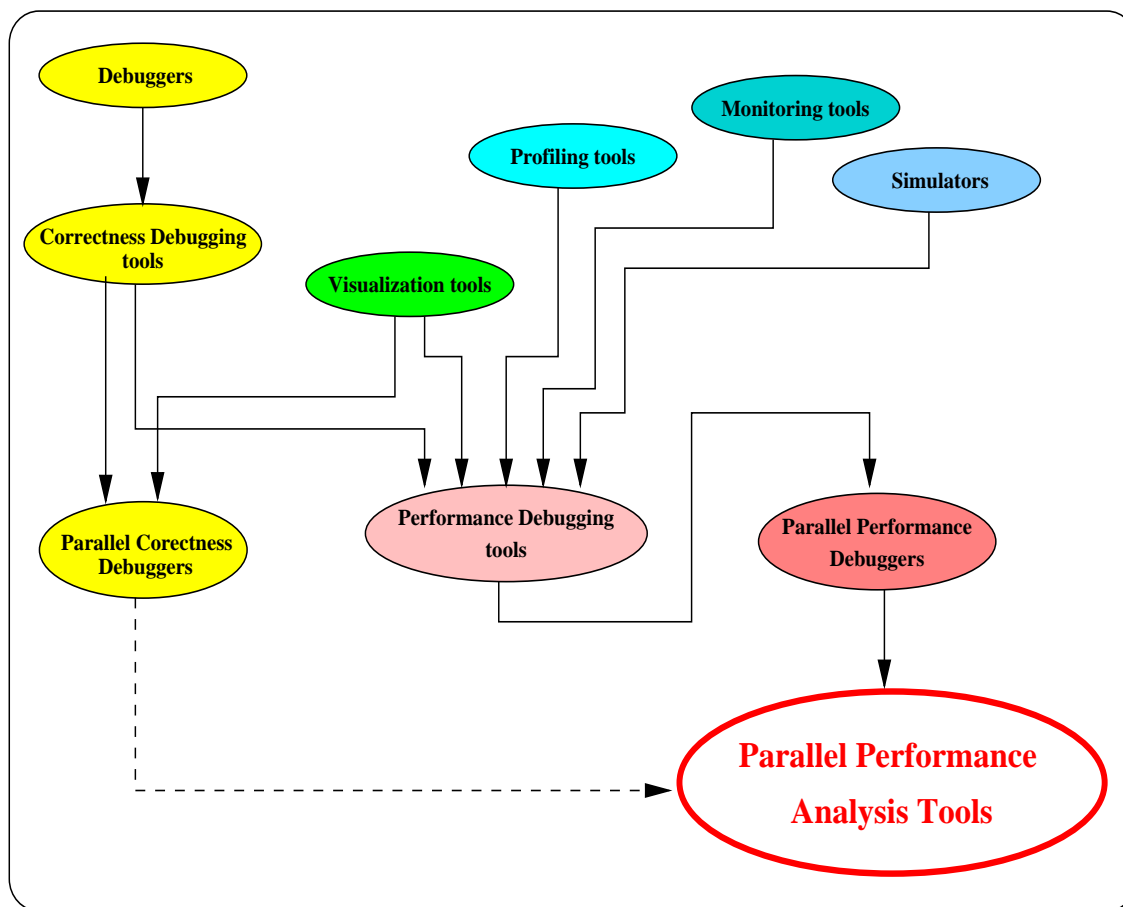 Debuggers
Monitoring tools
Profiling tools
Simulators
Correctness Debugging
tools
Visualization tools
Parallel Corectness
Debuggers
Performance Debugging
tools
Parallel Performance
Debuggers
Parallel Performance
Analysis Tools